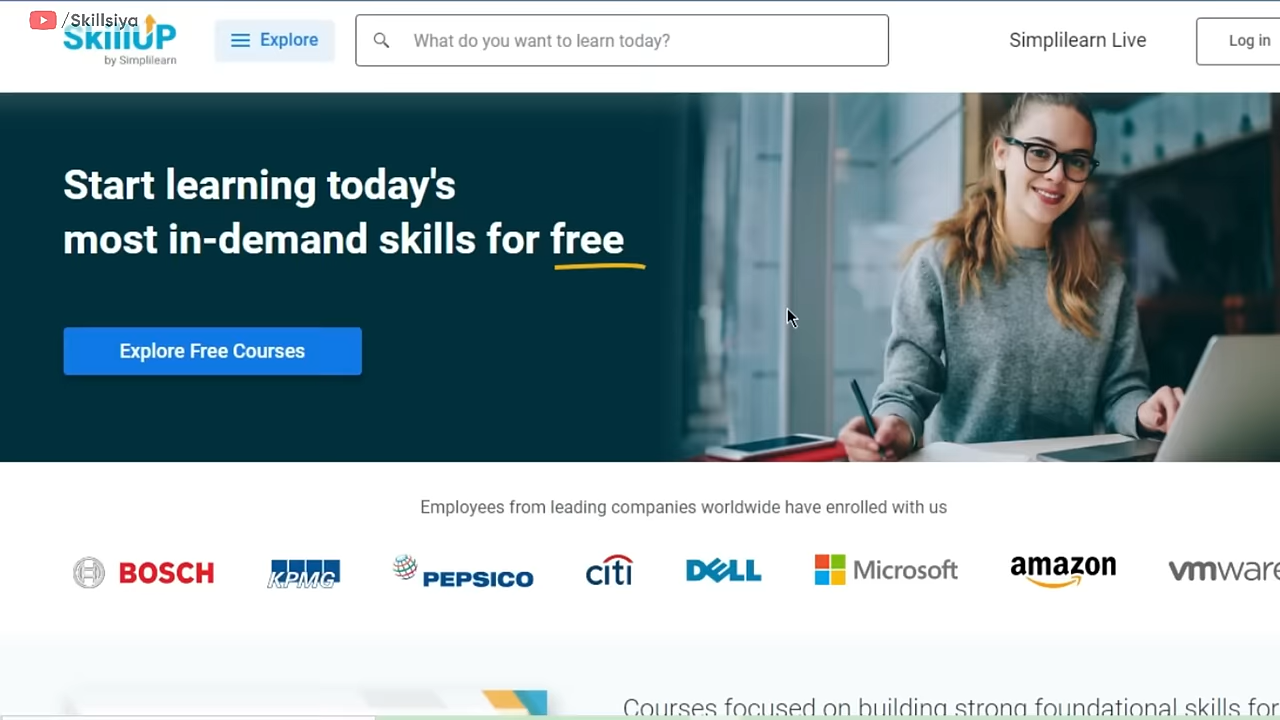 /Skillsiya
SkillUP
by Simplilearn
Explore
What do you want to learn today?
Simplilearn Live
Log in
Start learning today's
most in-demand skills for free
Explore Free Courses
Employees from leading companies worldwide have enrolled with us
BOSCH
KPMG
PEPSICO
citi
DELL
Microsoft
amazon
vmware
Courses focused on building strong foundational skills for